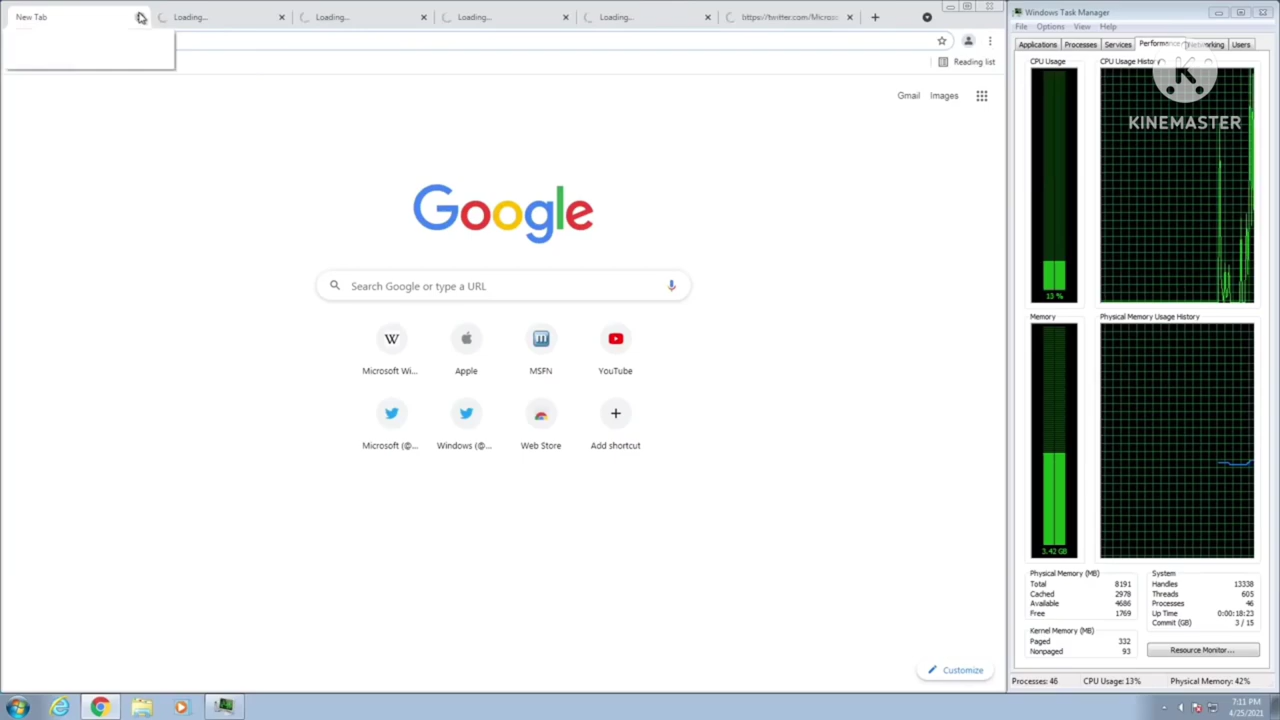 New Tab
Loading...
Loading...
Loading...
Loading...
https://twitter.com/Micros
Reading list
Gmail
Images
Google
Search Google or type a URL
Microsoft Wi...
Apple
MSFN
YouTube
Microsoft (@...
Windows (@...
Web Store
Add shortcut
Customize
Windows Task Manager
File Options View Help
Applications Processes Services Performance Networking Users
CPU Usage
CPU Usage History
KINEMASTER
13 %
Memory
Physical Memory Usage History
3.42 GB
Physical Memory (MB)
Total 8191
Cached 2978
Available 4686
Free 1769
Kernel Memory (MB)
Paged 332
Nonpaged 93
System
Handles 13338
Threads 605
Processes 46
Up Time 0:00:18:23
Commit (GB) 3 / 15
Resource Monitor...
Processes: 46 CPU Usage: 13% Physical Memory: 42%
7:11 PM
4/25/2021